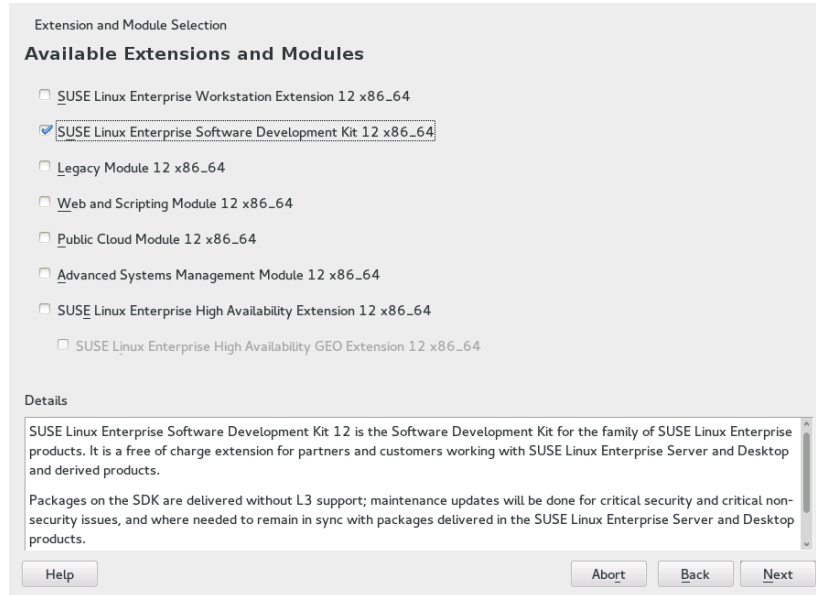 Extension and Module Selection
Available Extensions and Modules
SUSE Linux Enterprise Workstation Extension 12 x86_64
SUSE Linux Enterprise Software Development Kit 12 x86_64
Legacy Module 12 x86_64
Web and Scripting Module 12 x86_64
Public Cloud Module 12 x86_64
Advanced Systems Management Module 12 x86_64
SUSE Linux Enterprise High Availability Extension 12 x86_64
SUSE Linux Enterprise High Availability GEO Extension 12 x86_64
Details
SUSE Linux Enterprise Software Development Kit 12 is the Software Development Kit for the family of SUSE Linux Enterprise
products. It is a free of charge extension for partners and customers working with SUSE Linux Enterprise Server and Desktop
and derived products.
Packages on the SDK are delivered without L3 support; maintenance updates will be done for critical security and critical non-
security issues, and where needed to remain in sync with packages delivered in the SUSE Linux Enterprise Server and Desktop
products.
Help
Abort
Back
Next